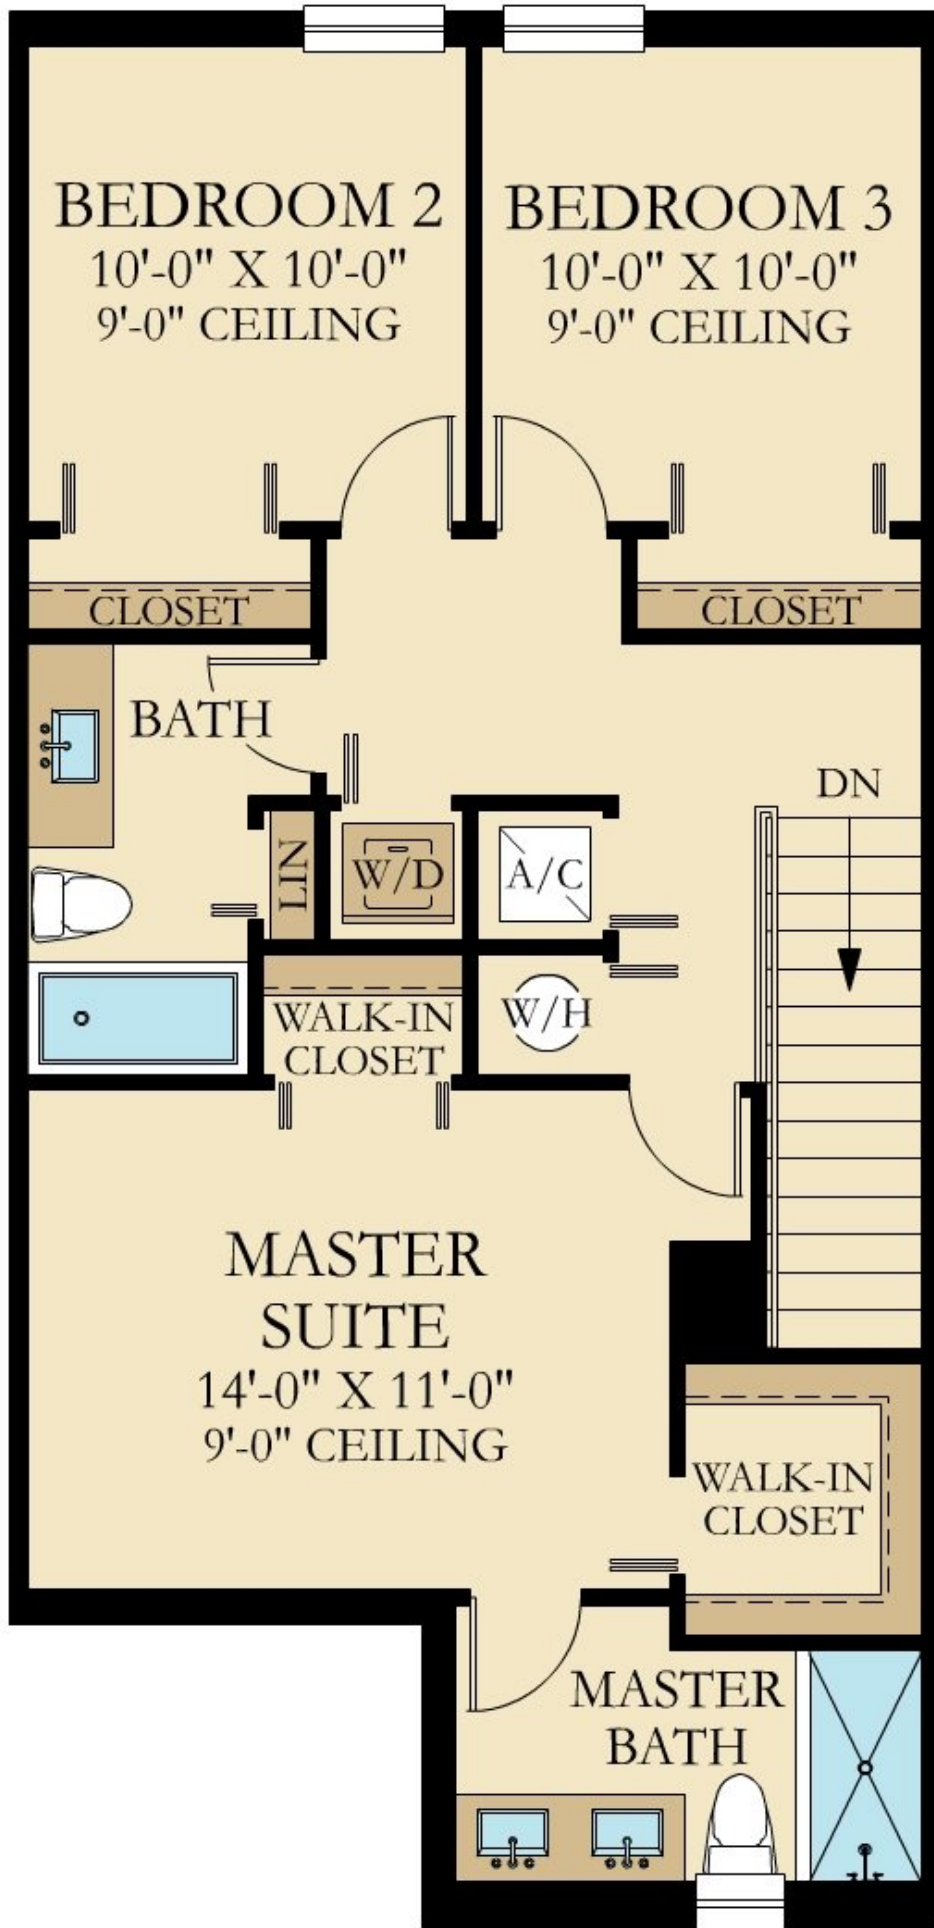 BEDROOM 2
10'-0" X 10'-0"
9'-0" CEILING
BEDROOM 3
10'-0" X 10'-0"
9'-0" CEILING
CLOSET
CLOSET
BATH
DN
LIN
W/D
A/C
WALK-IN
CLOSET
W/H
MASTER
SUITE
14'-0" X 11'-0"
9'-0" CEILING
WALK-IN
CLOSET
MASTER
BATH